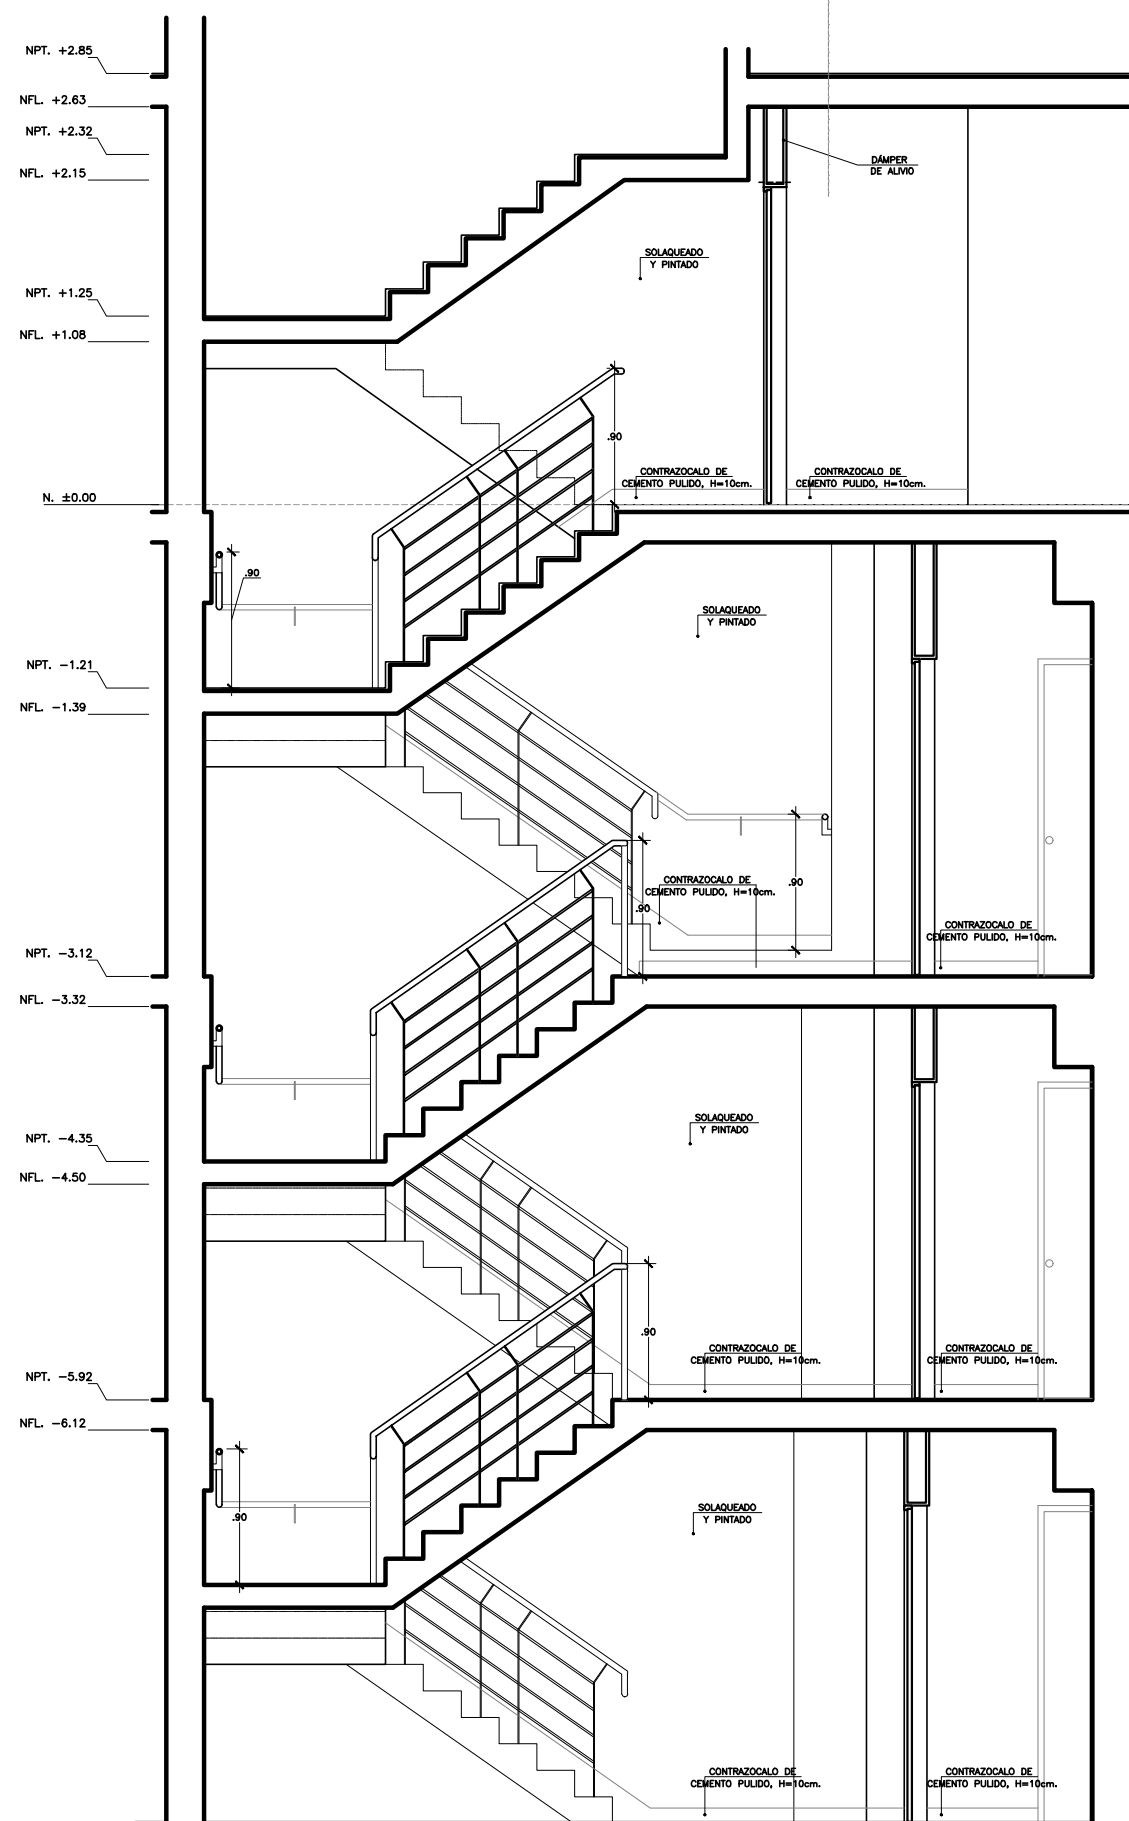 NPT. +2.85
NFL. +2.63
NPT. +2.32
NFL. +2.15
DÁMPER
DE ALIVIO
SOLAQUEADO
Y PINTADO
NPT. +1.25
NFL. +1.08
.90
CONTRAZOCALO DE
CEMENTO PULIDO, H=10cm.
CONTRAZOCALO DE
CEMENTO PULIDO, H=10cm.
N. ±0.00
.90
SOLAQUEADO
Y PINTADO
NPT. −1.21
NFL. −1.39
CONTRAZOCALO DE
CEMENTO PULIDO, H=10cm.
.90
.90
CONTRAZOCALO DE
CEMENTO PULIDO, H=10cm.
NPT. −3.12
NFL. −3.32
SOLAQUEADO
Y PINTADO
NPT. −4.35
NFL. −4.50
.90
CONTRAZOCALO DE
CEMENTO PULIDO, H=10cm.
CONTRAZOCALO DE
CEMENTO PULIDO, H=10cm.
NPT. −5.92
NFL. −6.12
SOLAQUEADO
Y PINTADO
.90
CONTRAZOCALO DE
CEMENTO PULIDO, H=10cm.
CONTRAZOCALO DE
CEMENTO PULIDO, H=10cm.